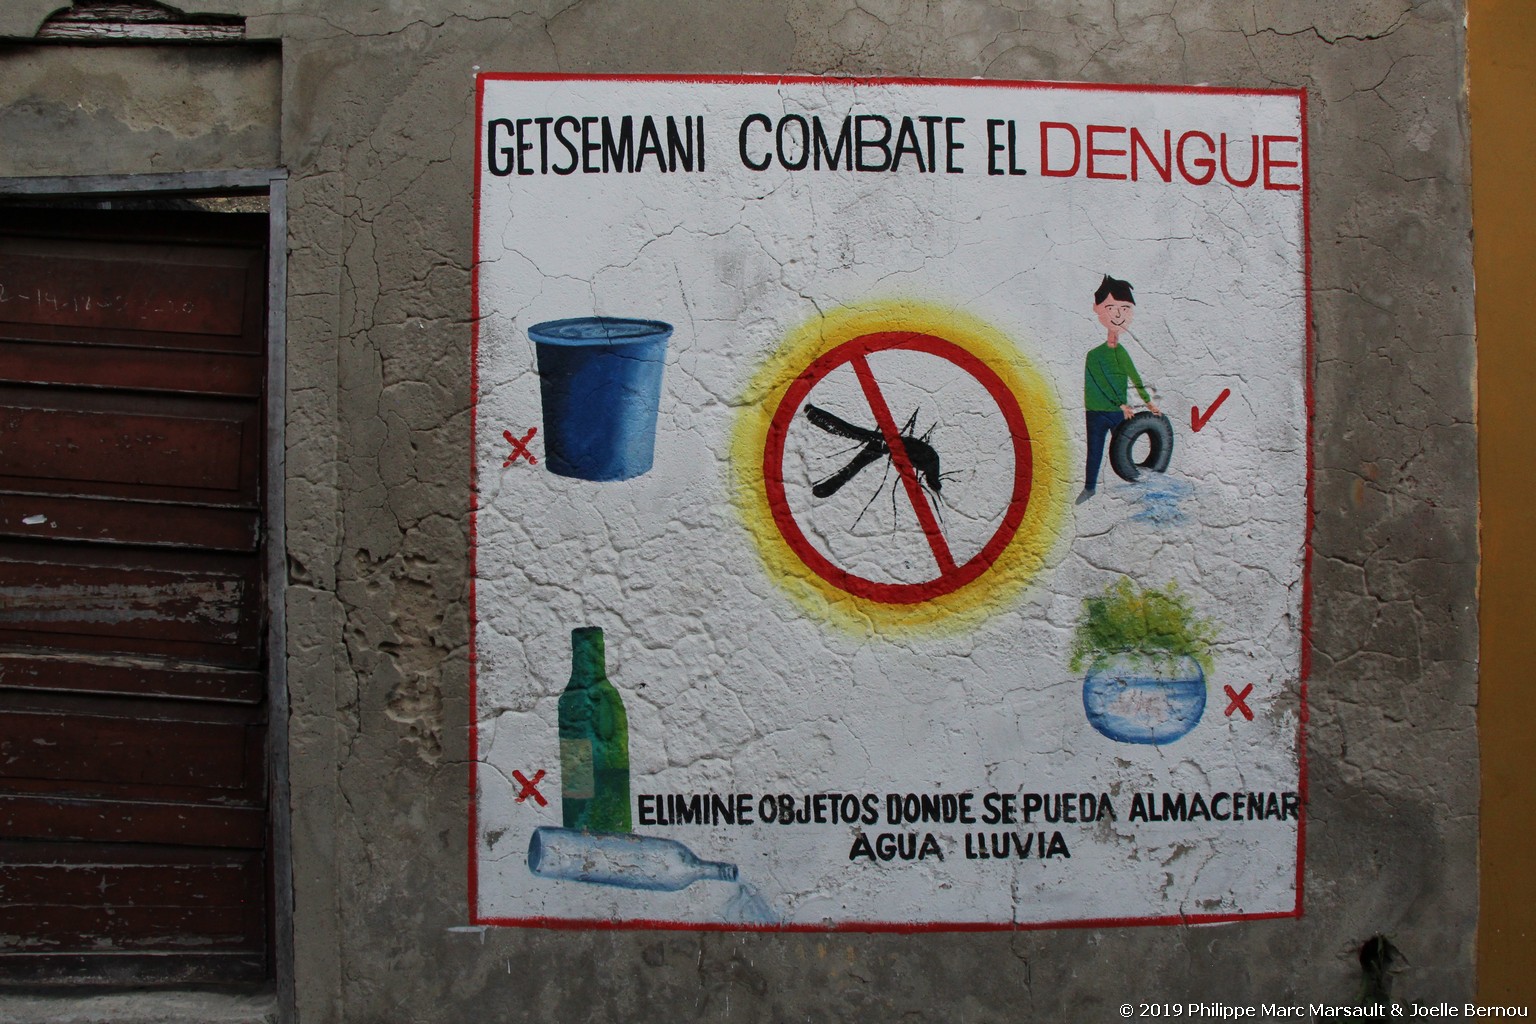 GETSEMANI COMBATE EL DENGUE
ELIMINE OBJETOS DONDE SE PUEDA ALMACENAR
AGUA LLUVIA
© 2019 Philippe Marc Marsault & Joelle Bernou